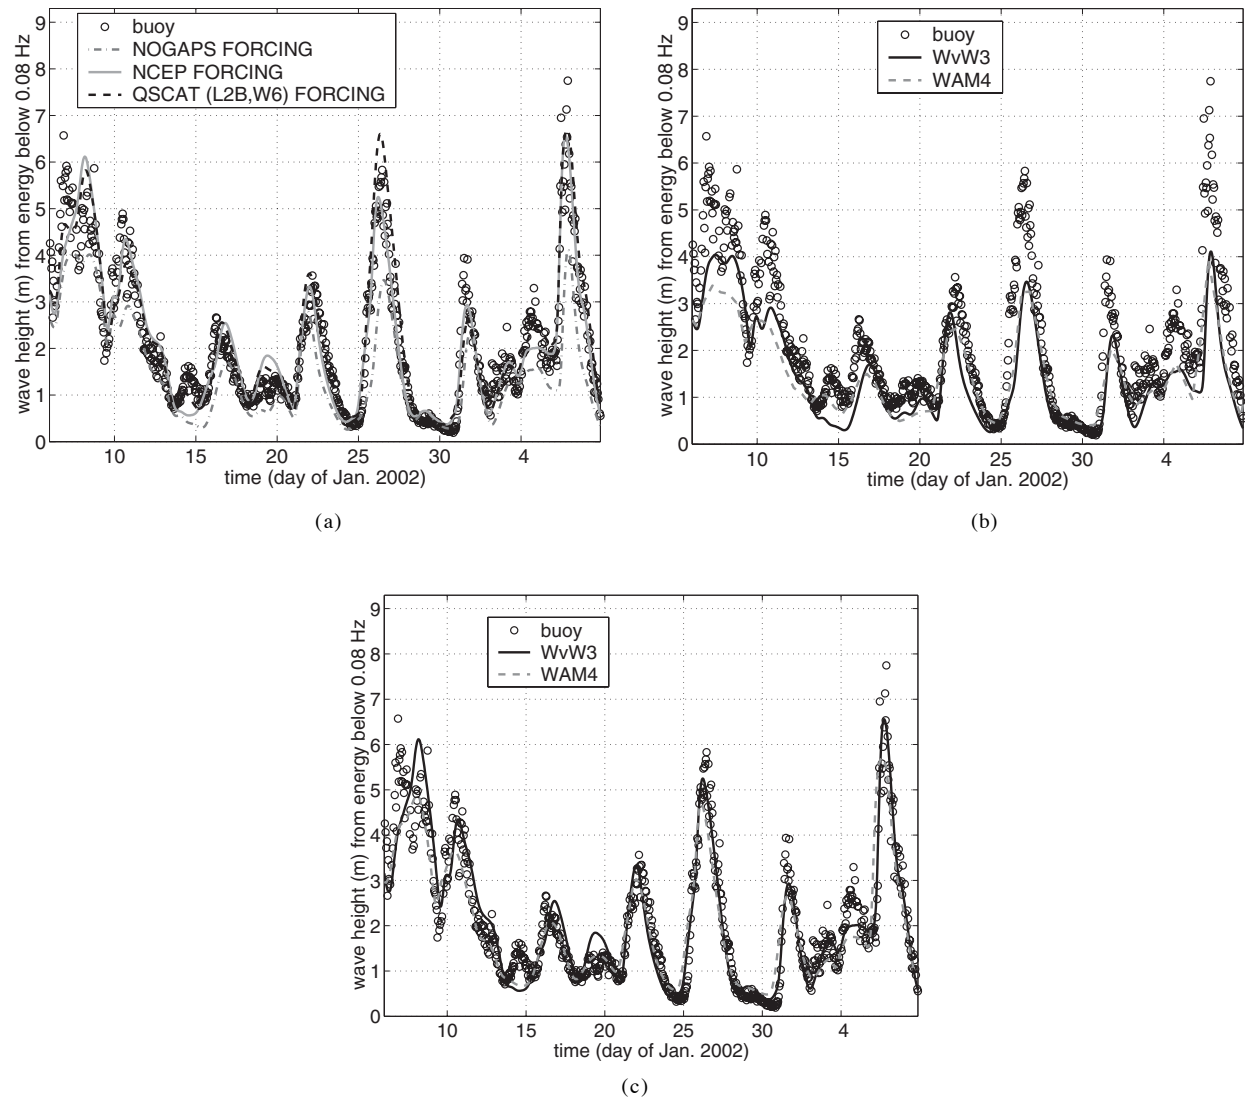 wave height (m) from energy below 0.08 Hz
9
8
7
6
5
4
3
2
1
0
buoy
NOGAPS FORCING
NCEP FORCING
QSCAT (L2B,W6) FORCING
10 15 20 25 30 4
time (day of Jan. 2002)
(a)
wave height (m) from energy below 0.08 Hz
9
8
7
6
5
4
3
2
1
0
buoy
WvW3
WAM4
10 15 20 25 30 4
time (day of Jan. 2002)
(b)
wave height (m) from energy below 0.08 Hz
9
8
7
6
5
4
3
2
1
0
buoy
WvW3
WAM4
10 15 20 25 30 4
time (day of Jan. 2002)
(c)